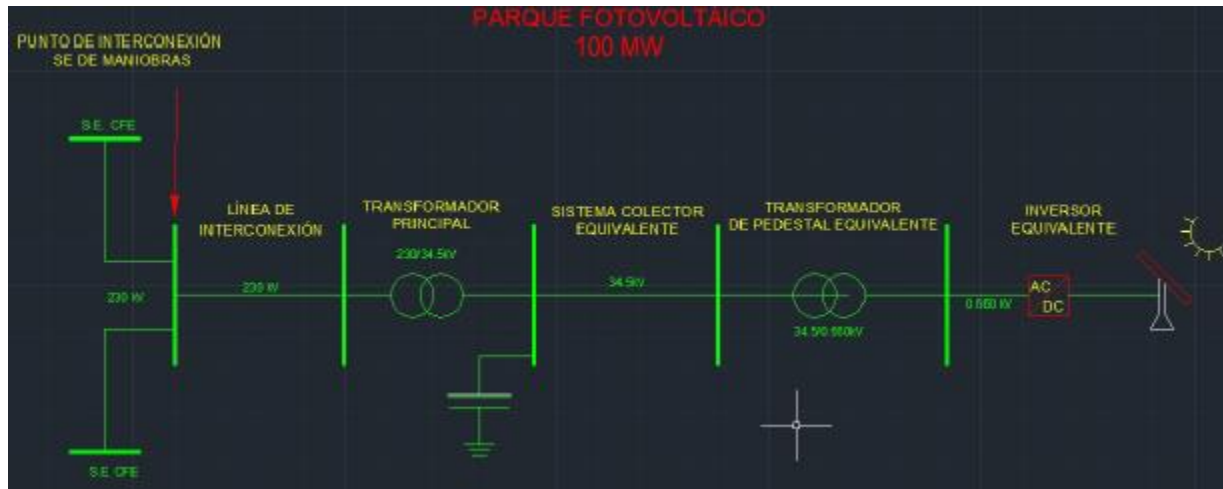 PARQUE FOTOVOLTÁICO
100 MW
PUNTO DE INTERCONEXIÓN
SE DE MANIOBRAS
S.E. CFE
LÍNEA DE
INTERCONEXIÓN
TRANSFORMADOR
PRINCIPAL
SISTEMA COLECTOR
EQUIVALENTE
TRANSFORMADOR
DE PEDESTAL EQUIVALENTE
INVERSOR
EQUIVALENTE
230/34.5kV
230 kV
230 kV
34.5kV
34.5/0.660kV
0.660 kV
AC
DC
S.E. CFE